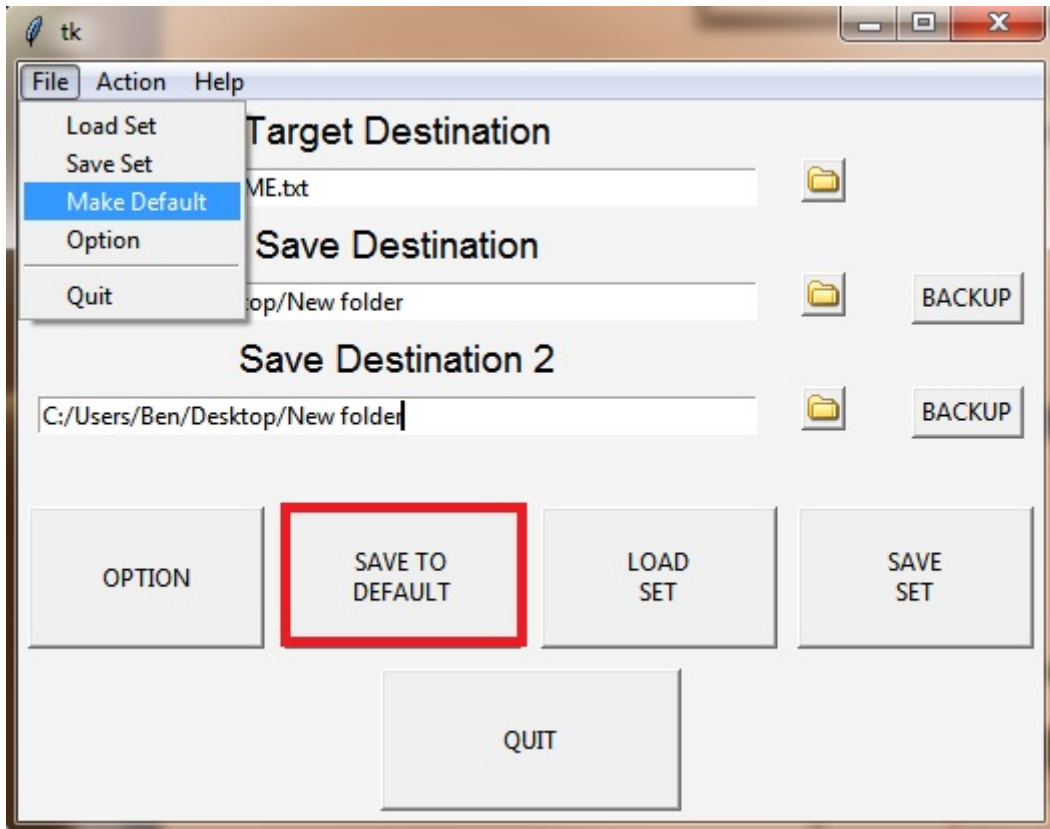 tk
File Action Help
Load Set
Save Set
Make Default
Option
Quit
Target Destination
ME.txt
Save Destination
top/New folder
BACKUP
Save Destination 2
C:/Users/Ben/Desktop/New folder
BACKUP
OPTION
SAVE TO
DEFAULT
LOAD
SET
SAVE
SET
QUIT